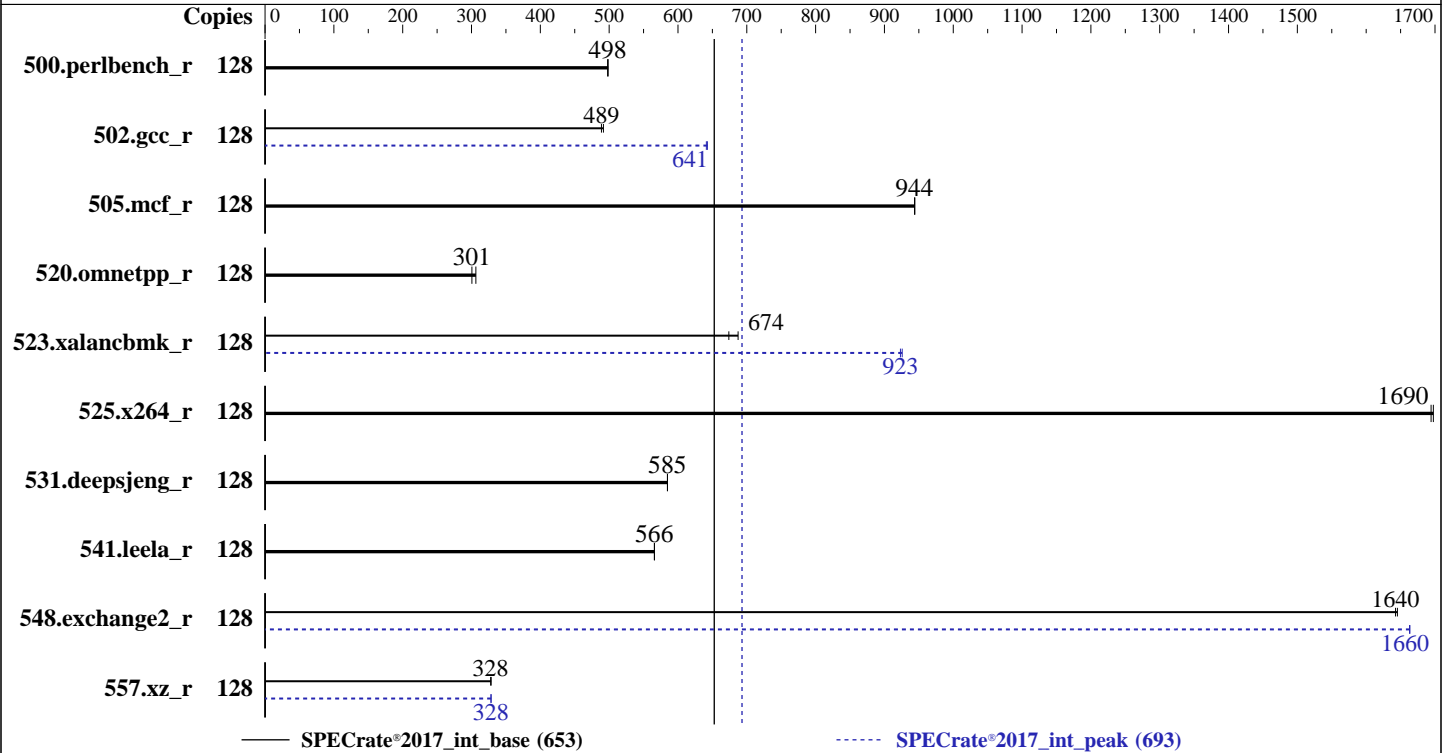 Copies 0 100 200 300 400 500 600 700 800 900 1000 1100 1200 1300 1400 1500 1700
498
500.perlbench_r 128
489
502.gcc_r 128
641
944
505.mcf_r 128
301
520.omnetpp_r 128
674
523.xalancbmk_r 128
923
1690
525.x264_r 128
585
531.deepsjeng_r 128
566
541.leela_r 128
1640
548.exchange2_r 128
1660
328
557.xz_r 128
328
SPECrate®2017_int_base (653) SPECrate®2017_int_peak (693)